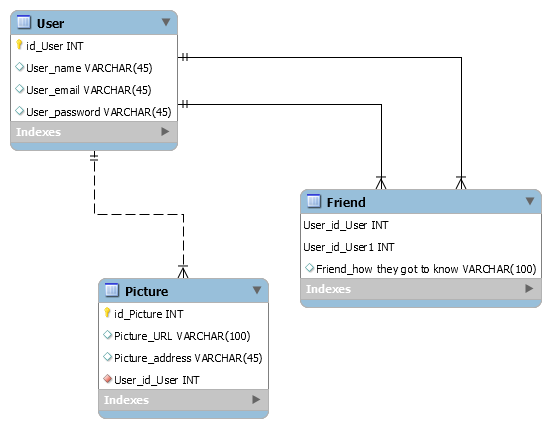 User
id_User INT
User_name VARCHAR(45)
User_email VARCHAR(45)
User_password VARCHAR(45)
Indexes
Friend
User_id_User INT
User_id_User1 INT
Friend_how they got to know VARCHAR(100)
Indexes
Picture
id_Picture INT
Picture_URL VARCHAR(100)
Picture_address VARCHAR(45)
User_id_User INT
Indexes